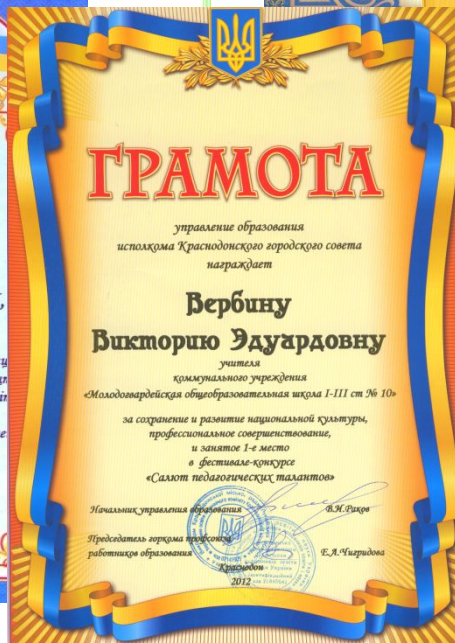 ГРАМОТА
управление образования
исполкома Краснодонского городского совета
награждает
Вербину
Викторию Эдуардовну
учителя
коммунального учреждения
«Молодогвардейская общеобразовательная школа I-III ст № 10»
за сохранение и развитие национальной культуры,
профессиональное совершенствование,
и занятое 1-е место
в фестивале-конкурсе
«Салют педагогических талантов»
Начальник управления образования В.Н.Раков
Председатель горкома профсоюза
работников образования Е.А.Чигридова
Краснодон
2012